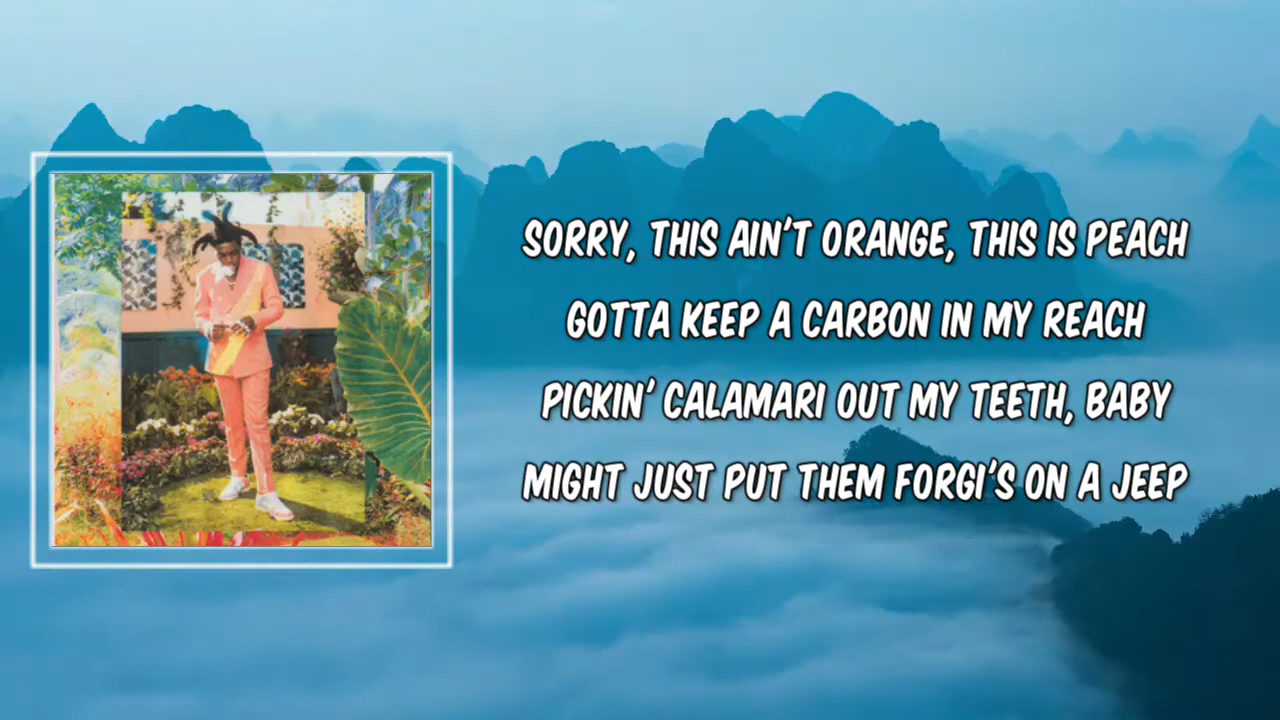 SORRY, THIS AIN'T ORANGE, THIS IS PEACH
GOTTA KEEP A CARBON IN MY REACH
PICKIN' CALAMARI OUT MY TEETH, BABY
MIGHT JUST PUT THEM FORGI'S ON A JEEP